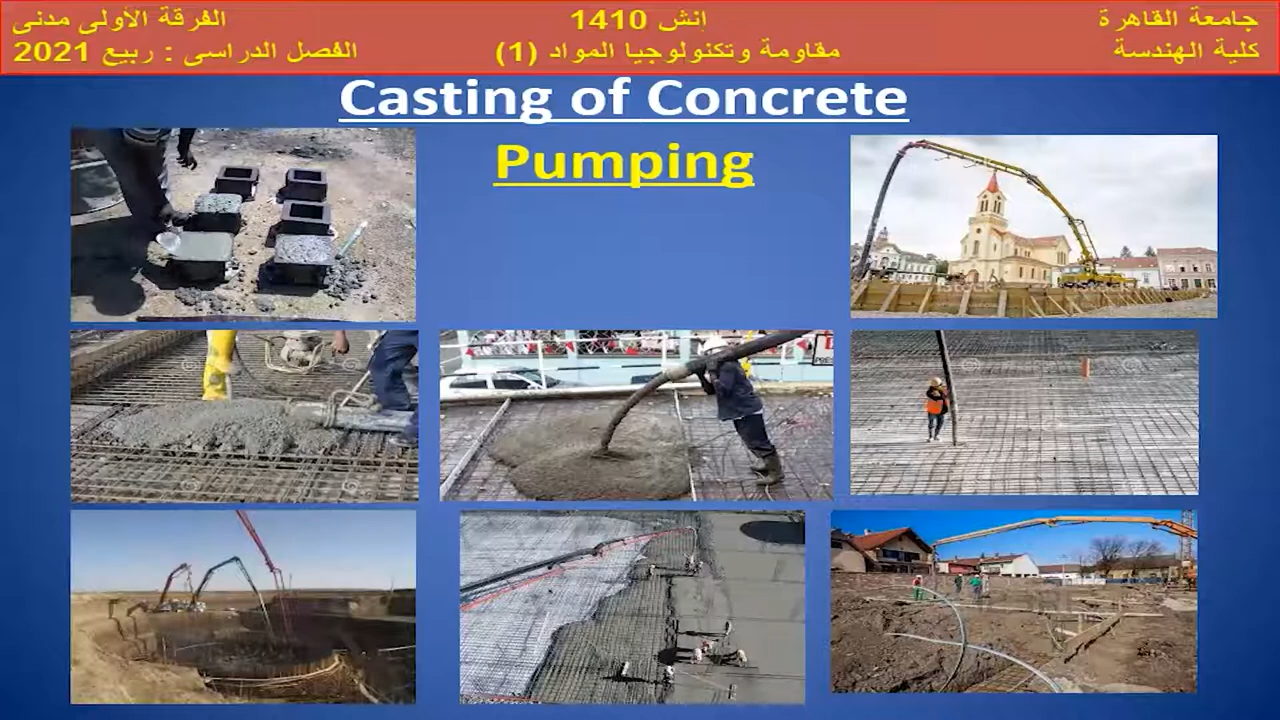 جامعة القاهرة
كلية الهندسة
إنش 1410
مقاومة وتكنولوجيا المواد (1)
الفرقة الأولى مدنى
الفصل الدراسى : ربيع 2021
Casting of Concrete
Pumping